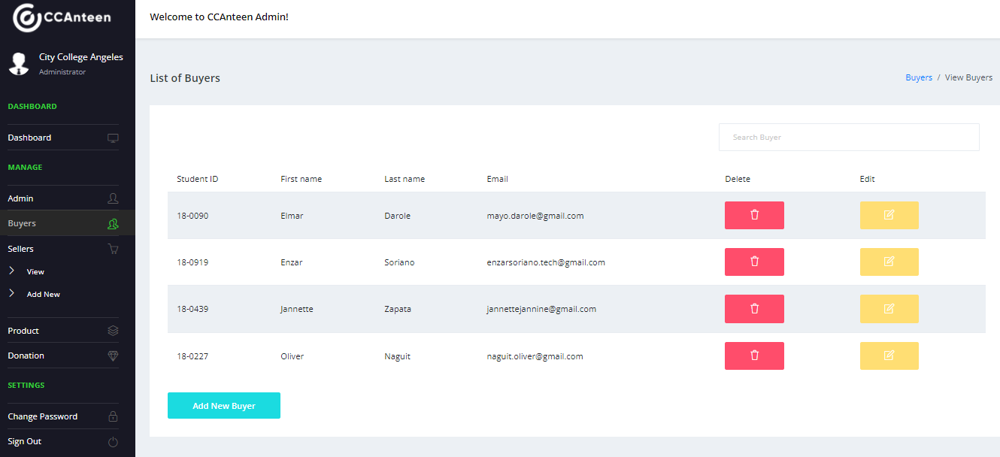 CCAnteen
Welcome to CCAnteen Admin!
City College Angeles
Administrator
DASHBOARD
Dashboard
MANAGE
Admin
Buyers
Sellers
View
Add New
Product
Donation
SETTINGS
Change Password
Sign Out
List of Buyers
Buyers / View Buyers
Search Buyer
Student ID First name Last name Email Delete Edit
18-0090 Elmar Darole mayo.darole@gmail.com
18-0919 Enzar Soriano enzarsoriano.tech@gmail.com
18-0439 Jannette Zapata jannettejannine@gmail.com
18-0227 Oliver Naguit naguit.oliver@gmail.com
Add New Buyer